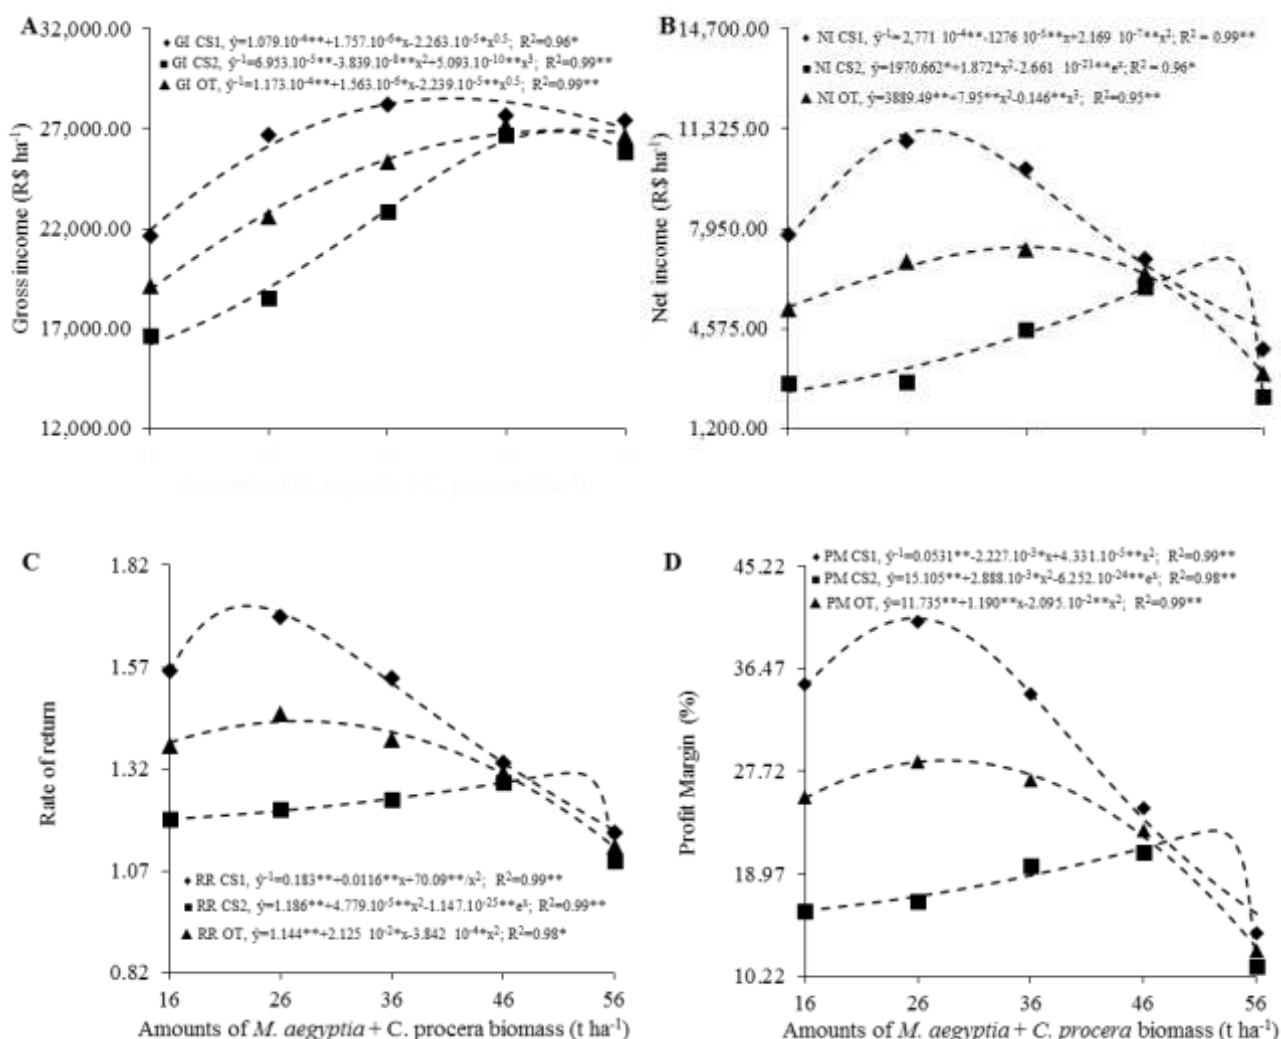 A
32,000.00
GI CS1, ŷ⁻¹=1.079.10⁻⁴**+1.757.10⁻⁶*x-2.263.10⁻⁵*x⁰·⁵; R²=0.96*
GI CS2, ŷ⁻¹=6.953.10⁻⁵**-3.839.10⁻⁸**x²+5.093.10⁻¹⁰**x³; R²=0.99**
GI OT, ŷ⁻¹=1.173.10⁻⁴**+1.563.10⁻⁶*x-2.239.10⁻⁵**x⁰·⁵; R²=0.99**
27,000.00
22,000.00
17,000.00
12,000.00
Gross income (R$ ha⁻¹)
16 26 36 46 56
Amounts of M. aegyptia + C. procera (t ha⁻¹)
B
14,700.00
NI CS1, ŷ⁻¹=2,771 10⁻⁴**-1276 10⁻⁵**x+2.169 10⁻⁷**x²; R² = 0.99**
NI CS2, ŷ=1970.662*+1.872*x²-2.661 10⁻²¹**eˣ; R² = 0.96*
NI OT, ŷ=3889.49**+7.95**x²-0.146**x³; R²=0.95**
11,325.00
7,950.00
4,575.00
1,200.00
Net income (R$ ha⁻¹)
C
1.82
1.57
1.32
1.07
0.82
Rate of return
RR CS1, ŷ⁻¹=0.183**+0.0116**x+70.09**/x²; R²=0.99**
RR CS2, ŷ=1.186**+4.779.10⁻⁵**x²-1.147.10⁻²⁵**eˣ; R²=0.99**
RR OT, ŷ=1.144**+2.125 10⁻²*x-3.842 10⁻⁴*x²; R²=0.98*
16 26 36 46 56
Amounts of M. aegyptia + C. procera biomass (t ha⁻¹)
D
45.22
PM CS1, ŷ⁻¹=0.0531**-2.227.10⁻³*x+4.331.10⁻⁵**x²; R²=0.99**
PM CS2, ŷ=15.105**+2.888.10⁻³*x²-6.252.10⁻²⁴**eˣ; R²=0.98**
PM OT, ŷ=11.735**+1.190**x-2.095.10⁻²**x²; R²=0.99**
36.47
27.72
18.97
10.22
Profit Margin (%)
16 26 36 46 56
Amounts of M. aegyptia + C. procera biomass (t ha⁻¹)